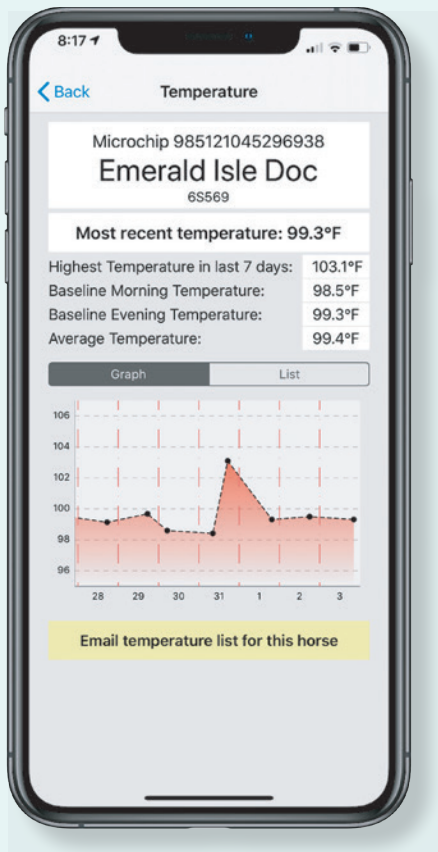 8:17
Back
Temperature
Microchip 985121045296938
Emerald Isle Doc
6S569
Most recent temperature: 99.3°F
Highest Temperature in last 7 days: 103.1°F
Baseline Morning Temperature: 98.5°F
Baseline Evening Temperature: 99.3°F
Average Temperature: 99.4°F
Graph List
106
104
102
100
98
96
28 29 30 31 1 2 3
Email temperature list for this horse